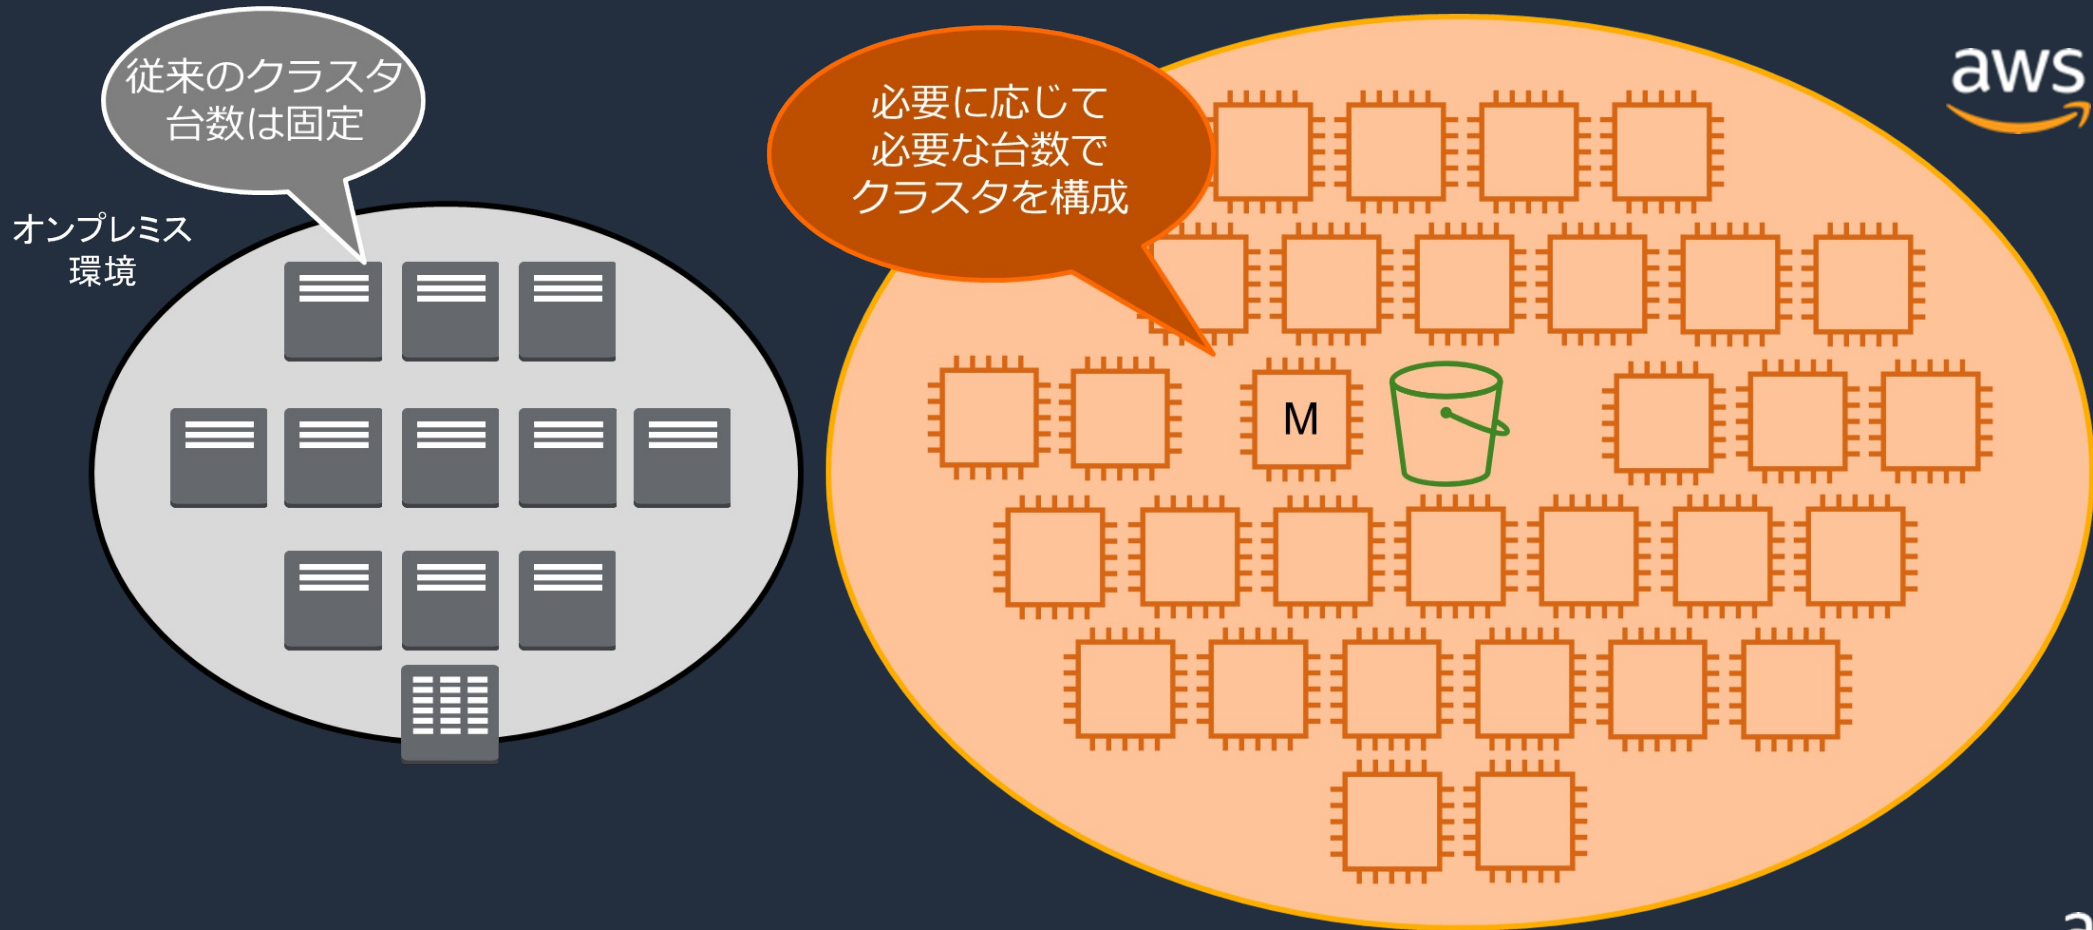 従来のクラスタ
台数は固定
オンプレミス
環境
必要に応じて
必要な台数で
クラスタを構成
aws
M